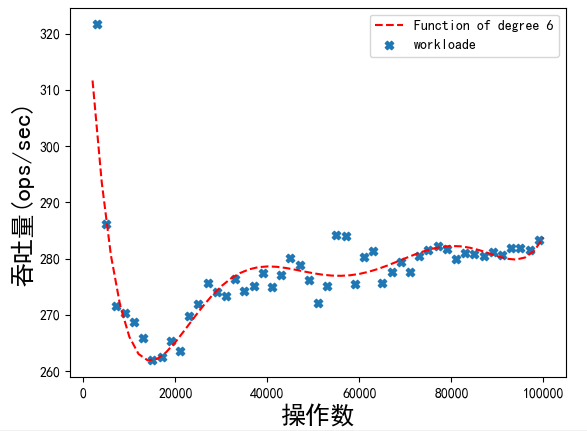 Function of degree 6
workloade
吞吐量(ops/sec)
320
310
300
290
280
270
260
0 20000 40000 60000 80000 100000
操作数